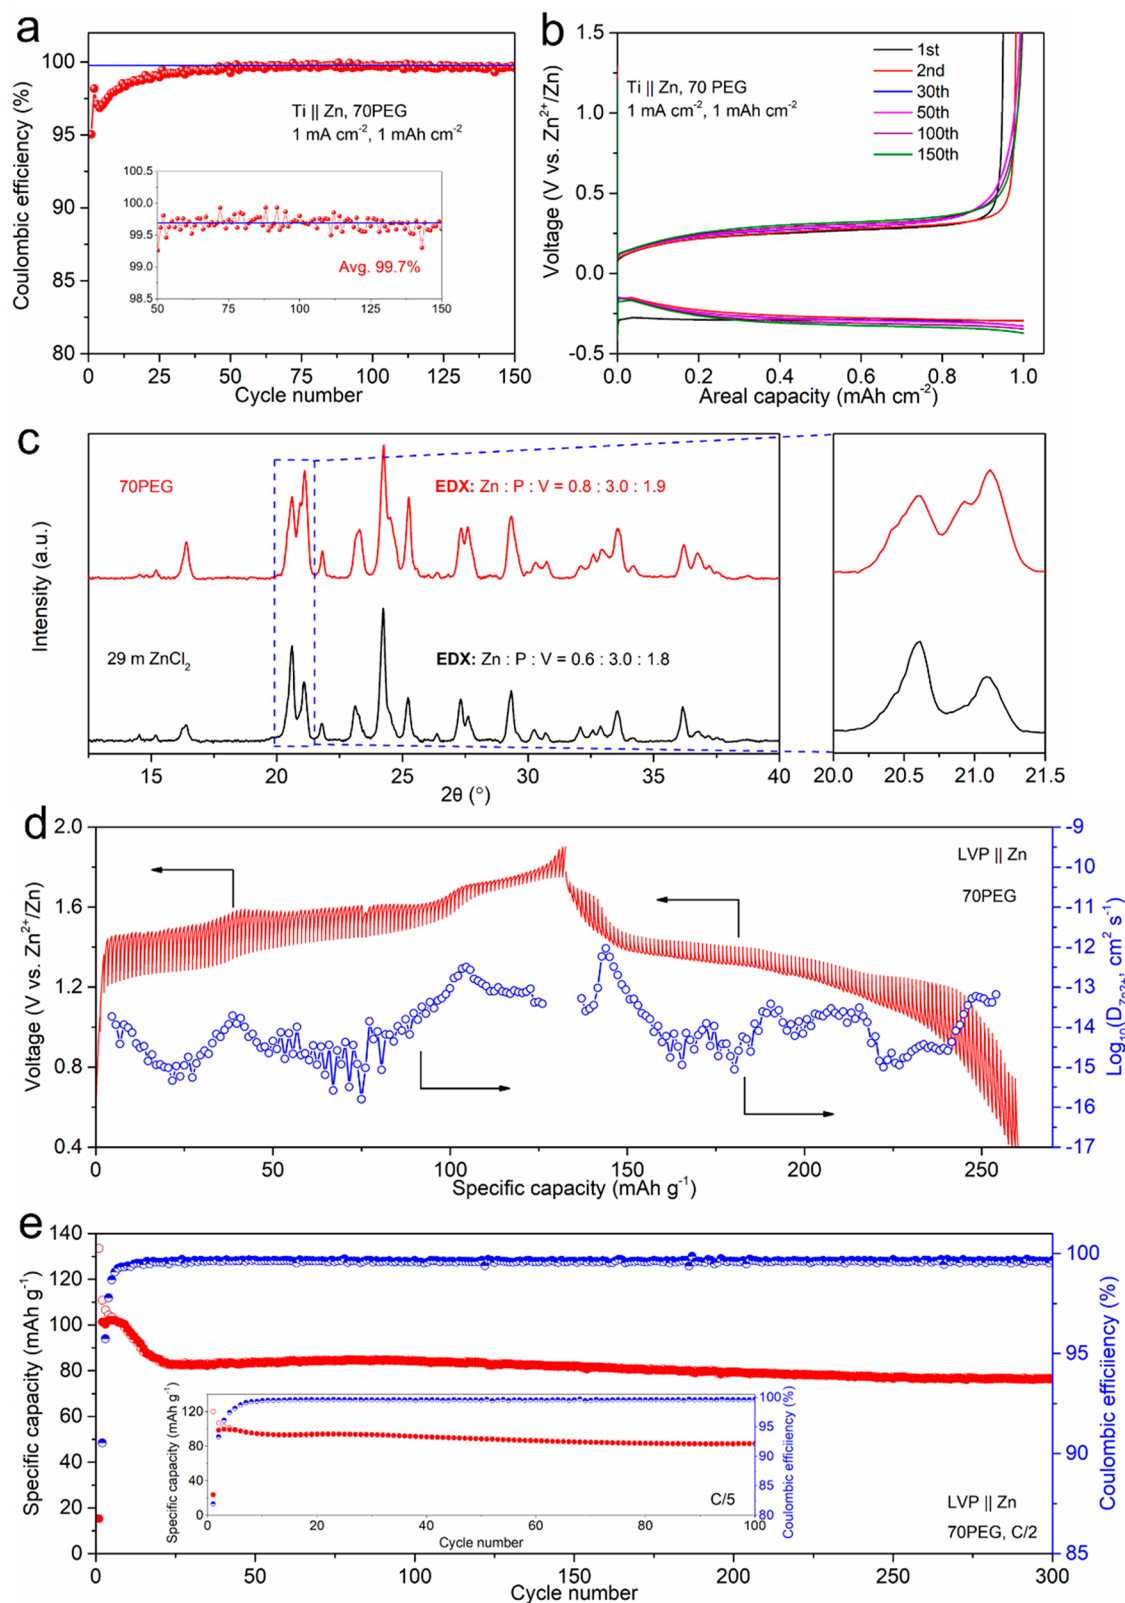 a
Coulombic efficiency (%)
100
95
90
85
80
Ti || Zn, 70PEG
1 mA cm⁻², 1 mAh cm⁻²
100.5
100.0
99.5
99.0
98.5
Avg. 99.7%
50 75 100 125 150
0 25 50 75 100 125 150
Cycle number
b
Voltage (V vs. Zn²⁺/Zn)
1.5
1.0
0.5
0.0
-0.5
Ti || Zn, 70 PEG
1 mA cm⁻², 1 mAh cm⁻²
1st
2nd
30th
50th
100th
150th
0.0 0.2 0.4 0.6 0.8 1.0
Areal capacity (mAh cm⁻²)
c
Intensity (a.u.)
70PEG
EDX: Zn : P : V = 0.8 : 3.0 : 1.9
29 m ZnCl₂
EDX: Zn : P : V = 0.6 : 3.0 : 1.8
15 20 25 30 35 40
2θ (°)
20.0 20.5 21.0 21.5
d
Voltage (V vs. Zn²⁺/Zn)
2.0
1.6
1.2
0.8
0.4
LVP || Zn
70PEG
-9
-10
-11
-12
-13
-14
-15
-16
-17
Log₁₀(D_Zn2+, cm² s⁻¹)
0 50 100 150 200 250
Specific capacity (mAh g⁻¹)
e
Specific capacity (mAh g⁻¹)
140
120
100
80
60
40
20
0
100
95
90
85
Coulombic efficiiency (%)
Specific capacity (mAh g⁻¹)
120
80
40
0
100
95
90
85
80
Coulombic efficiiency (%)
C/5
0 20 40 60 80 100
Cycle number
LVP || Zn
70PEG, C/2
0 50 100 150 200 250 300
Cycle number